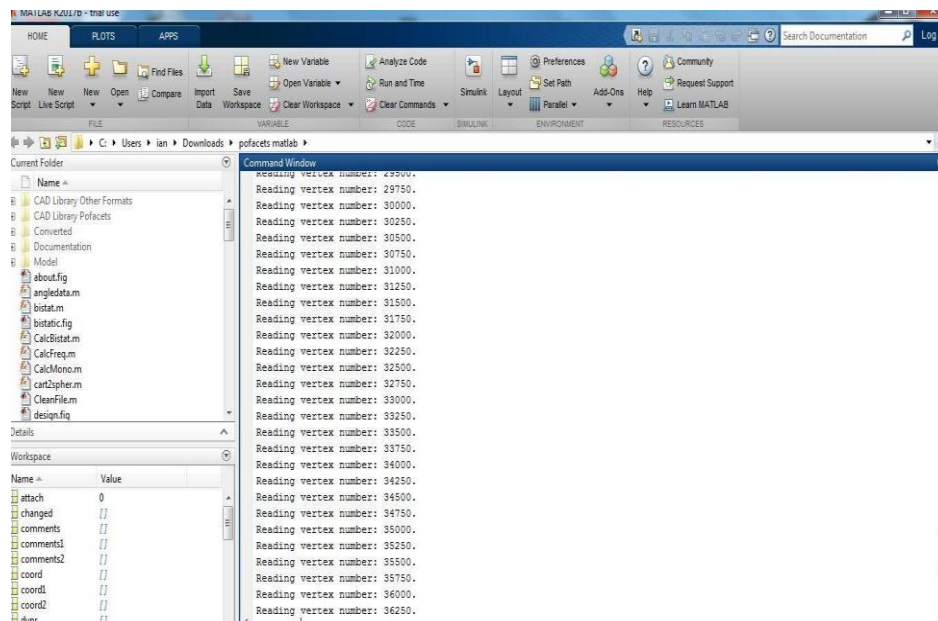 MATLAB R2017b - trial use
HOME PLOTS APPS
Search Documentation
Log
New Script
New Live Script
New
Open
Find Files
Compare
Import Data
Save Workspace
New Variable
Open Variable
Clear Workspace
Analyze Code
Run and Time
Clear Commands
Simulink
Layout
Preferences
Set Path
Parallel
Add-Ons
Help
Community
Request Support
Learn MATLAB
FILE VARIABLE CODE SIMULINK ENVIRONMENT RESOURCES
C: Users ian Downloads pofacets matlab
Current Folder
Name
CAD Library Other Formats
CAD Library Pofacets
Converted
Documentation
Model
about.fig
angledata.m
bistat.m
bistatic.fig
CalcBistat.m
CalcFreq.m
CalcMono.m
cart2spher.m
CleanFile.m
design.fig
Details
Workspace
Name Value
attach 0
changed []
comments []
comments1 []
comments2 []
coord []
coord1 []
coord2 []
Command Window
Reading vertex number: 29500.
Reading vertex number: 29750.
Reading vertex number: 30000.
Reading vertex number: 30250.
Reading vertex number: 30500.
Reading vertex number: 30750.
Reading vertex number: 31000.
Reading vertex number: 31250.
Reading vertex number: 31500.
Reading vertex number: 31750.
Reading vertex number: 32000.
Reading vertex number: 32250.
Reading vertex number: 32500.
Reading vertex number: 32750.
Reading vertex number: 33000.
Reading vertex number: 33250.
Reading vertex number: 33500.
Reading vertex number: 33750.
Reading vertex number: 34000.
Reading vertex number: 34250.
Reading vertex number: 34500.
Reading vertex number: 34750.
Reading vertex number: 35000.
Reading vertex number: 35250.
Reading vertex number: 35500.
Reading vertex number: 35750.
Reading vertex number: 36000.
Reading vertex number: 36250.